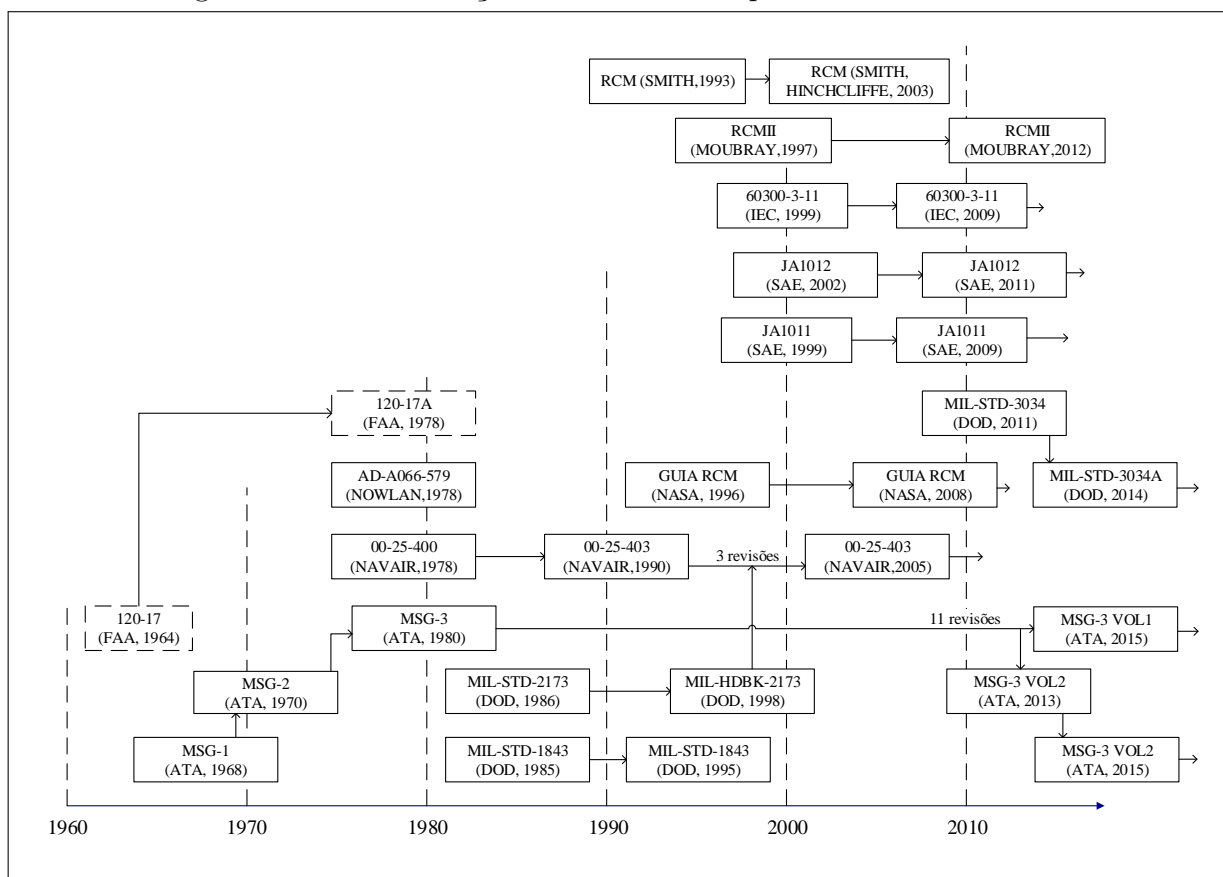 RCM (SMITH,1993)
RCM (SMITH,
HINCHCLIFFE, 2003)
RCMII
(MOUBRAY,1997)
RCMII
(MOUBRAY,2012)
60300-3-11
(IEC, 1999)
60300-3-11
(IEC, 2009)
JA1012
(SAE, 2002)
JA1012
(SAE, 2011)
JA1011
(SAE, 1999)
JA1011
(SAE, 2009)
120-17A
(FAA, 1978)
MIL-STD-3034
(DOD, 2011)
AD-A066-579
(NOWLAN,1978)
GUIA RCM
(NASA, 1996)
GUIA RCM
(NASA, 2008)
MIL-STD-3034A
(DOD, 2014)
00-25-400
(NAVAIR,1978)
00-25-403
(NAVAIR,1990)
3 revisões
00-25-403
(NAVAIR,2005)
120-17
(FAA, 1964)
MSG-3
(ATA, 1980)
11 revisões
MSG-3 VOL1
(ATA, 2015)
MSG-2
(ATA, 1970)
MIL-STD-2173
(DOD, 1986)
MIL-HDBK-2173
(DOD, 1998)
MSG-3 VOL2
(ATA, 2013)
MSG-1
(ATA, 1968)
MIL-STD-1843
(DOD, 1985)
MIL-STD-1843
(DOD, 1995)
MSG-3 VOL2
(ATA, 2015)
1960 1970 1980 1990 2000 2010